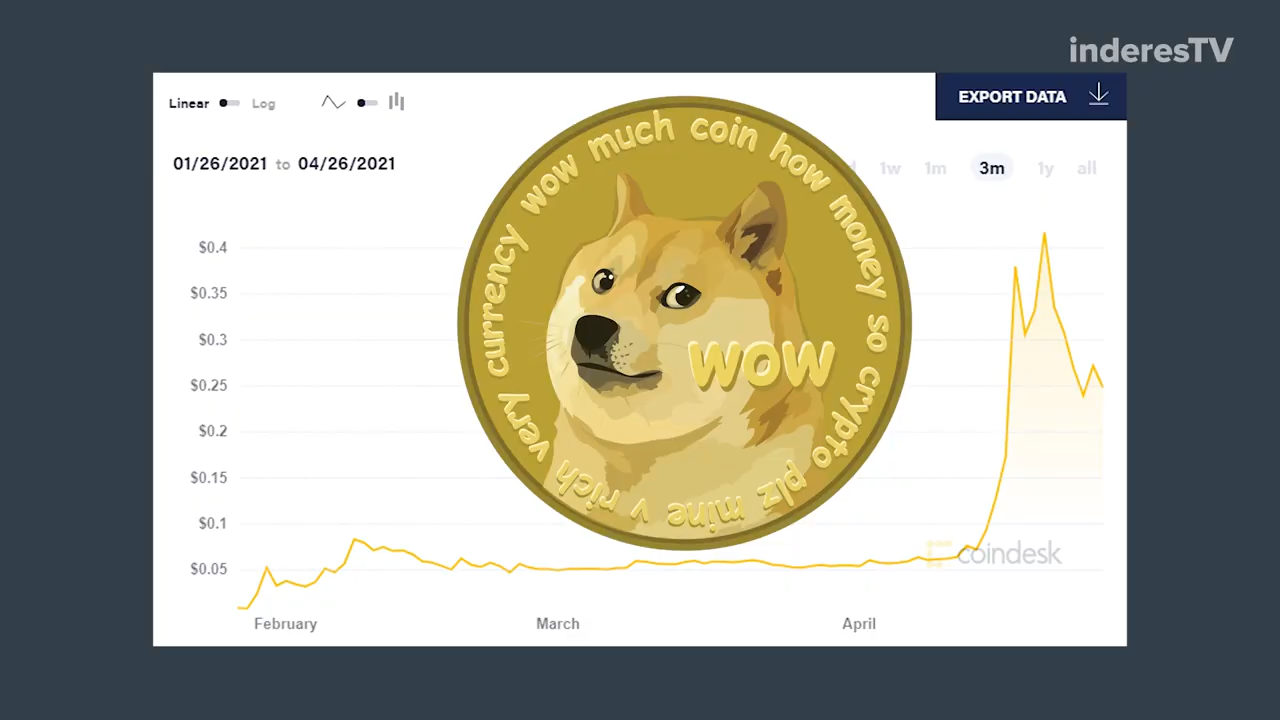 inderesTV
Linear Log
EXPORT DATA
01/26/2021 to 04/26/2021
1w 1m 3m 1y all
very currency wow much coin how money so crypto plz mine v rich
wow
$0.4
$0.35
$0.3
$0.25
$0.2
$0.15
$0.1
$0.05
coindesk
February March April